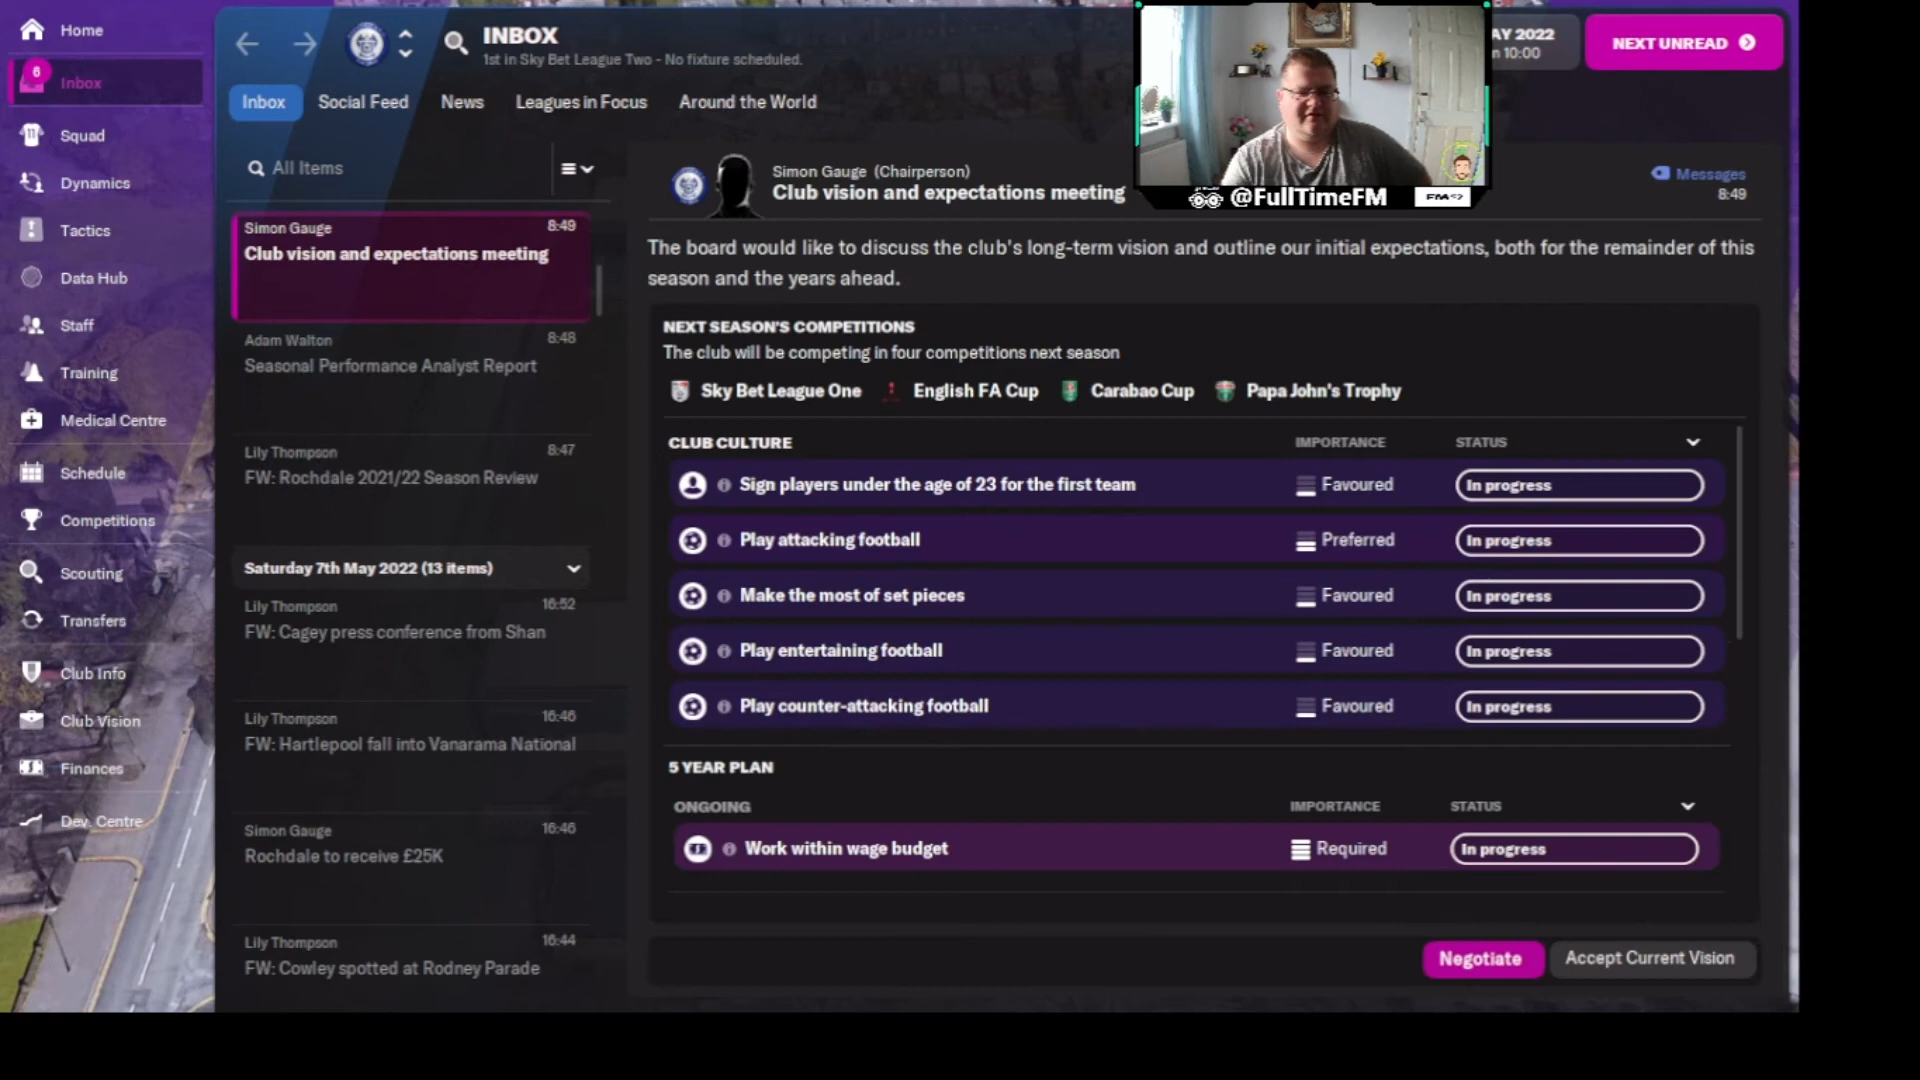 Home
6
Inbox
Squad
Dynamics
Tactics
Data Hub
Staff
Training
Medical Centre
Schedule
Competitions
Scouting
Transfers
Club Info
Club Vision
Finances
Dev. Centre
INBOX
1st in Sky Bet League Two - No fixture scheduled.
AY 2022
10:00
NEXT UNREAD
Inbox
Social Feed
News
Leagues in Focus
Around the World
All Items
Simon Gauge 8:49
Club vision and expectations meeting
Adam Walton 8:48
Seasonal Performance Analyst Report
Lily Thompson 8:47
FW: Rochdale 2021/22 Season Review
Saturday 7th May 2022 (13 items)
Lily Thompson 16:52
FW: Cagey press conference from Shan
Lily Thompson 16:46
FW: Hartlepool fall into Vanarama National
Simon Gauge 16:46
Rochdale to receive £25K
Lily Thompson 16:44
FW: Cowley spotted at Rodney Parade
@FullTimeFM
Simon Gauge (Chairperson)
Club vision and expectations meeting
Messages
8:49
The board would like to discuss the club's long-term vision and outline our initial expectations, both for the remainder of this
season and the years ahead.
NEXT SEASON'S COMPETITIONS
The club will be competing in four competitions next season
Sky Bet League One English FA Cup Carabao Cup Papa John's Trophy
CLUB CULTURE IMPORTANCE STATUS
Sign players under the age of 23 for the first team Favoured In progress
Play attacking football Preferred In progress
Make the most of set pieces Favoured In progress
Play entertaining football Favoured In progress
Play counter-attacking football Favoured In progress
5 YEAR PLAN
ONGOING IMPORTANCE STATUS
Work within wage budget Required In progress
Negotiate
Accept Current Vision